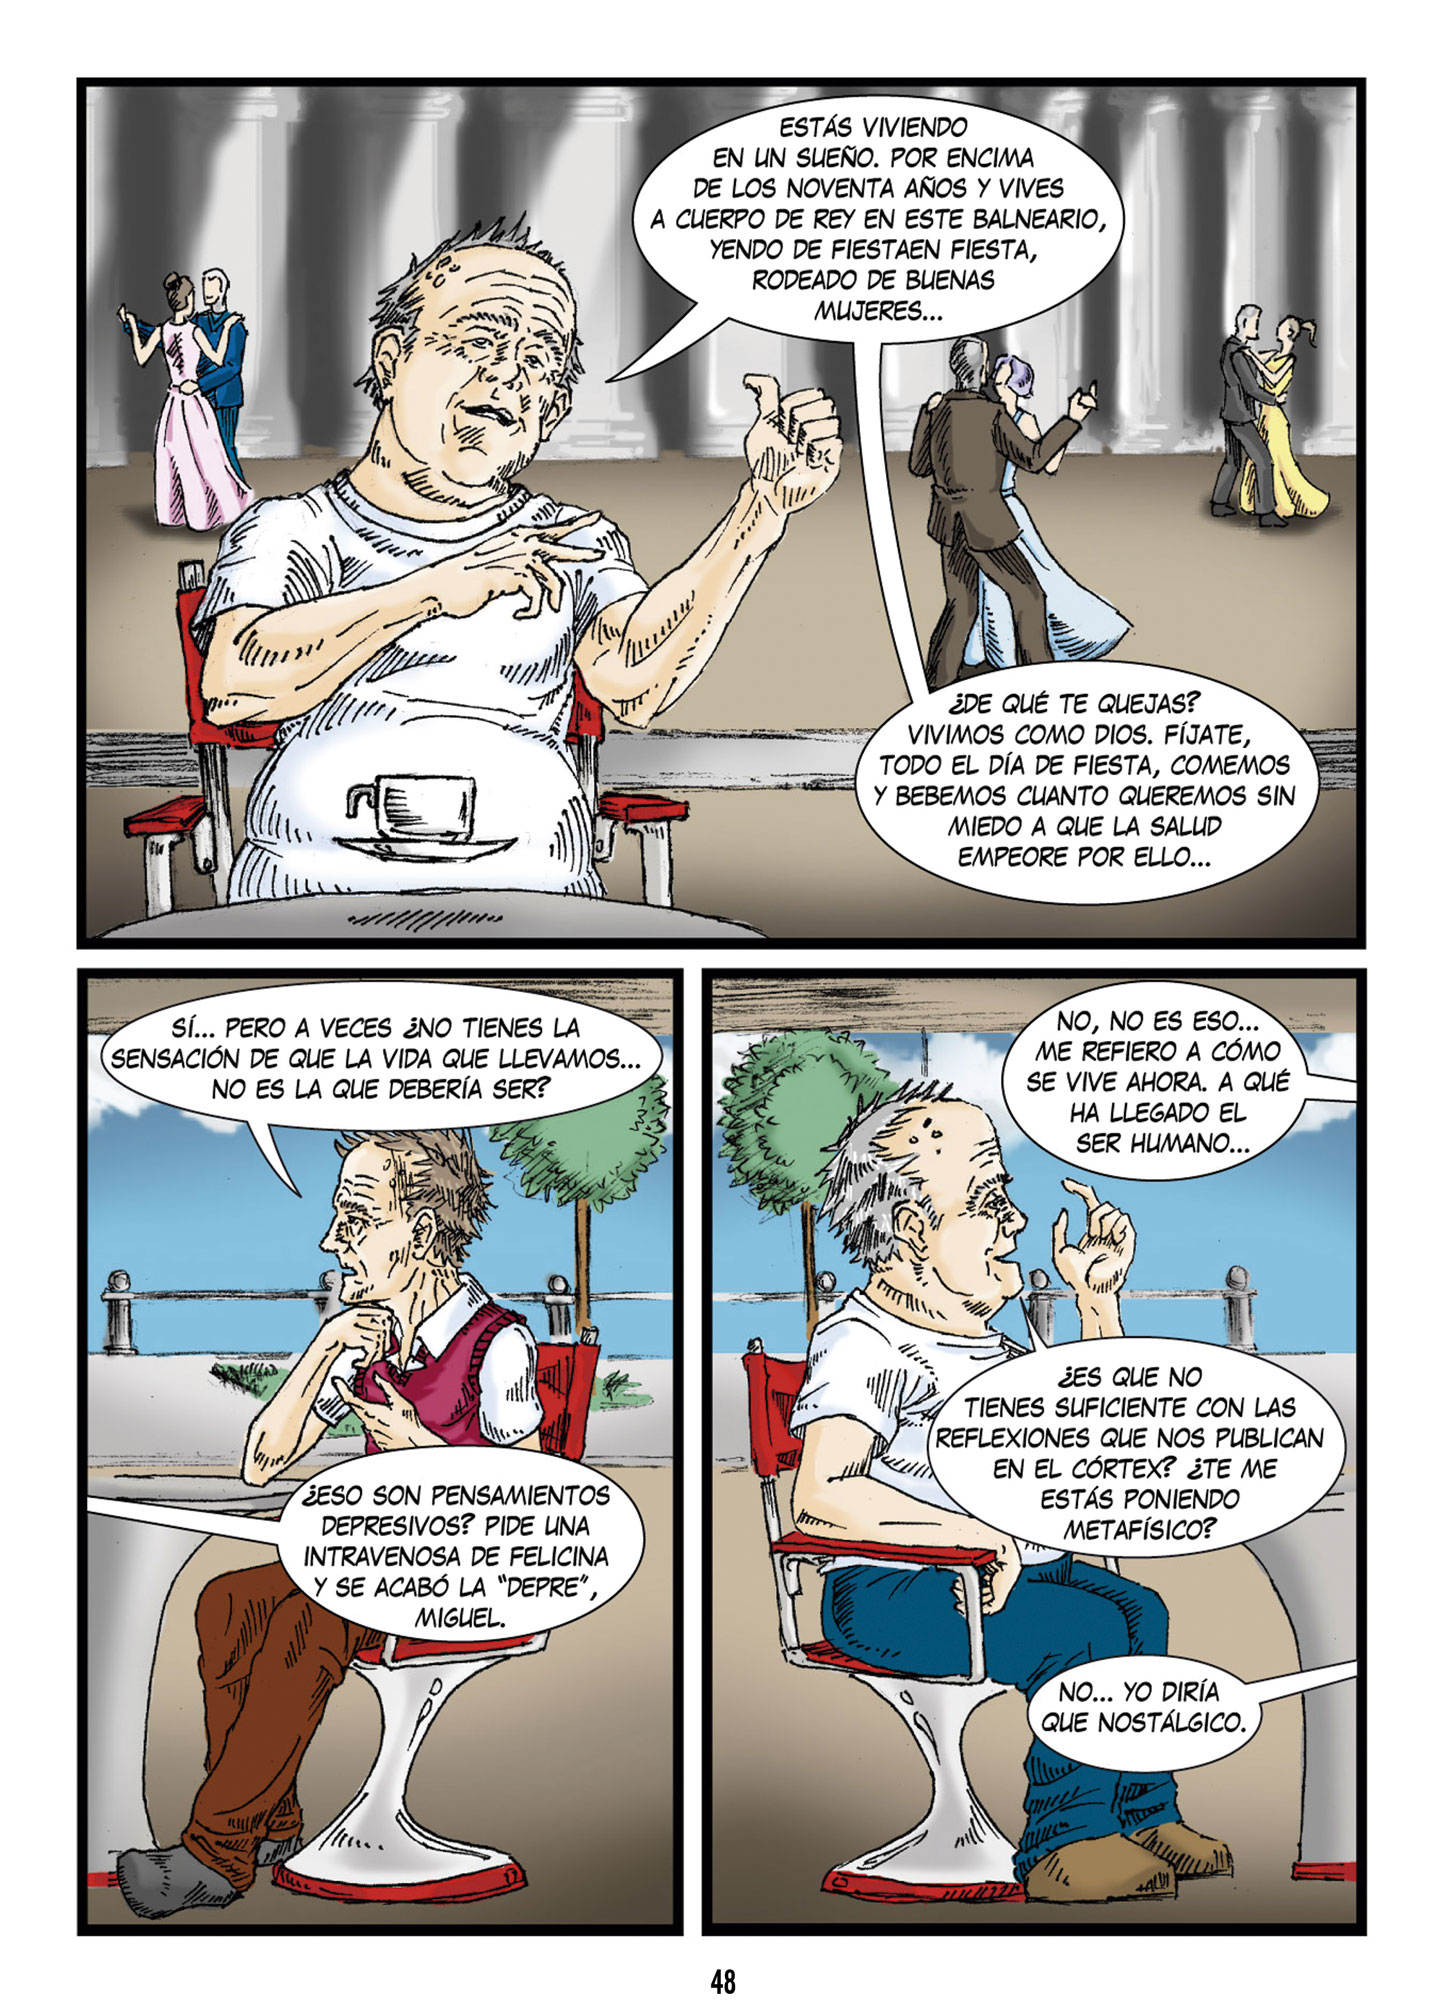 ESTÁS VIVIENDO
EN UN SUEÑO. POR ENCIMA
DE LOS NOVENTA AÑOS Y VIVES
A CUERPO DE REY EN ESTE BALNEARIO,
YENDO DE FIESTAEN FIESTA,
RODEADO DE BUENAS
MUJERES...
¿DE QUÉ TE QUEJAS?
VIVIMOS COMO DIOS. FÍJATE,
TODO EL DÍA DE FIESTA, COMEMOS
Y BEBEMOS CUANTO QUEREMOS SIN
MIEDO A QUE LA SALUD
EMPEORE POR ELLO...
SÍ... PERO A VECES ¿NO TIENES LA
SENSACIÓN DE QUE LA VIDA QUE LLEVAMOS...
NO ES LA QUE DEBERÍA SER?
¿ESO SON PENSAMIENTOS
DEPRESIVOS? PIDE UNA
INTRAVENOSA DE FELICINA
Y SE ACABÓ LA "DEPRE",
MIGUEL.
NO, NO ES ESO...
ME REFIERO A CÓMO
SE VIVE AHORA. A QUÉ
HA LLEGADO EL
SER HUMANO...
¿ES QUE NO
TIENES SUFICIENTE CON LAS
REFLEXIONES QUE NOS PUBLICAN
EN EL CÓRTEX? ¿TE ME
ESTÁS PONIENDO
METAFÍSICO?
NO... YO DIRÍA
QUE NOSTÁLGICO.
48